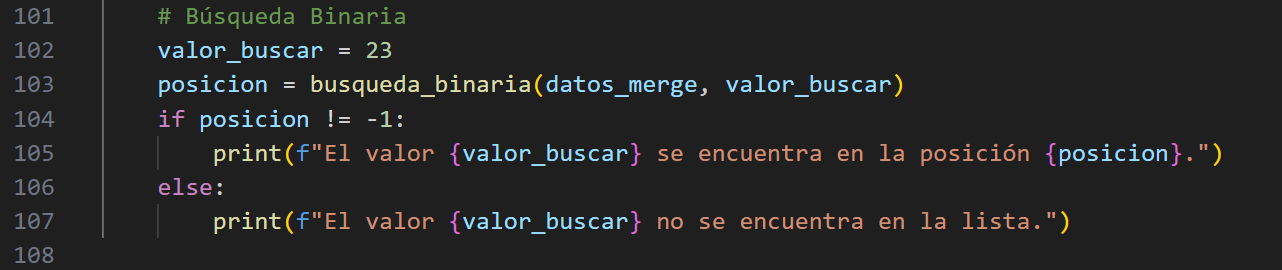 101 # Búsqueda Binaria
102 valor_buscar = 23
103 posicion = busqueda_binaria(datos_merge, valor_buscar)
104 if posicion != -1:
105     print(f"El valor {valor_buscar} se encuentra en la posición {posicion}.")
106 else:
107     print(f"El valor {valor_buscar} no se encuentra en la lista.")
108